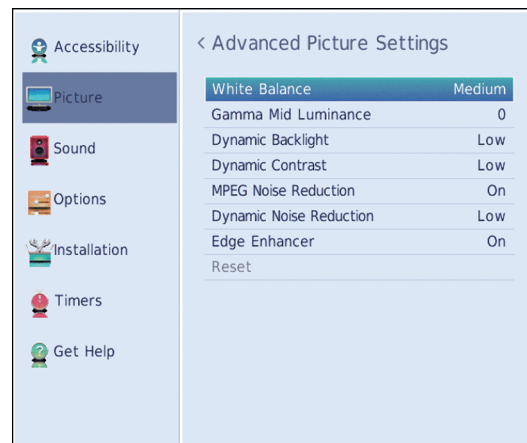 Accessibility
Picture
Sound
Options
Installation
Timers
Get Help
< Advanced Picture Settings
White Balance Medium
Gamma Mid Luminance 0
Dynamic Backlight Low
Dynamic Contrast Low
MPEG Noise Reduction On
Dynamic Noise Reduction Low
Edge Enhancer On
Reset